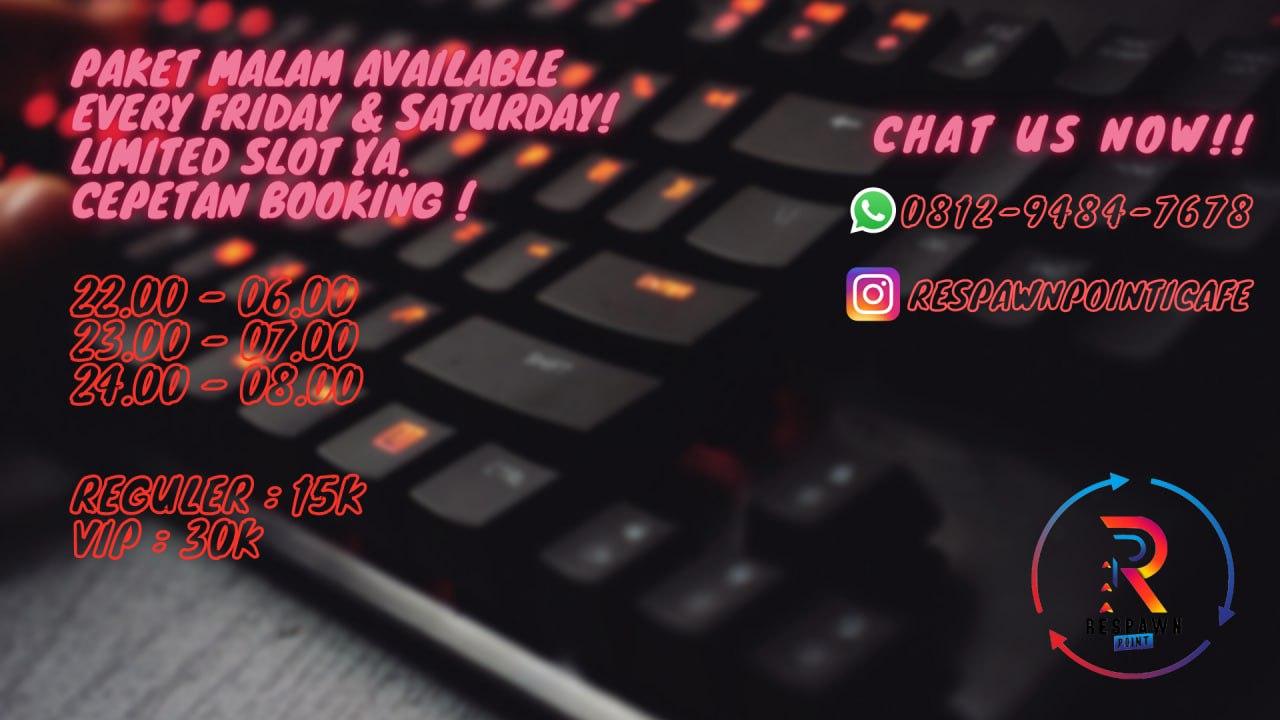 PAKET MALAM AVAILABLE
EVERY FRIDAY & SATURDAY!
LIMITED SLOT YA.
CEPETAN BOOKING !
22.00 - 06.00
23.00 - 07.00
24.00 - 08.00
REGULER : 15K
VIP : 30K
CHAT US NOW!!
0812-9484-7678
RESPAWNPOINTICAFE
R
RESPAWN
POINT